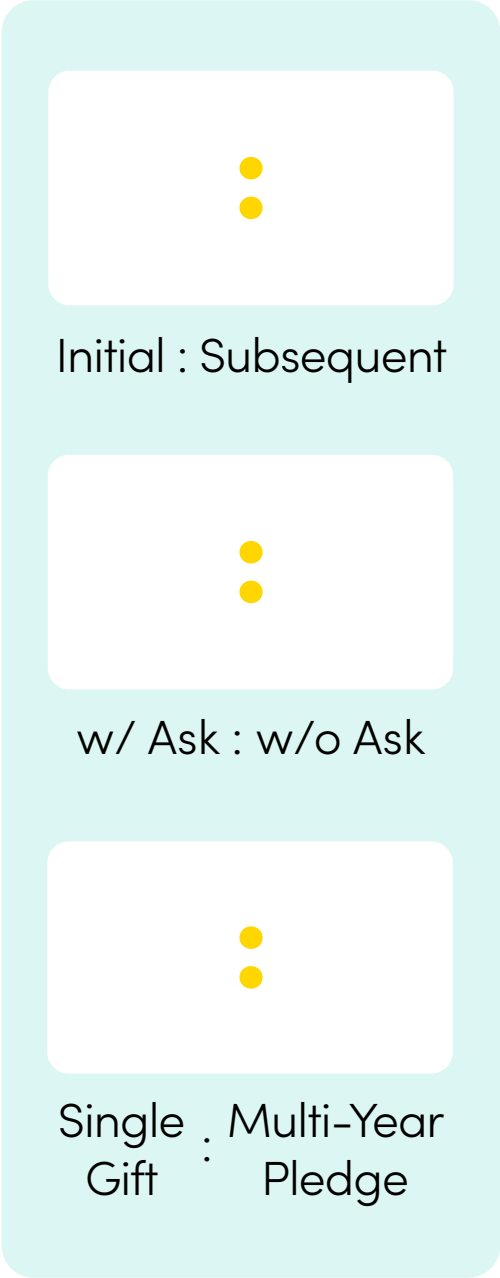 :
Initial : Subsequent
:
w/ Ask : w/o Ask
:
Single : Multi-Year
Gift Pledge